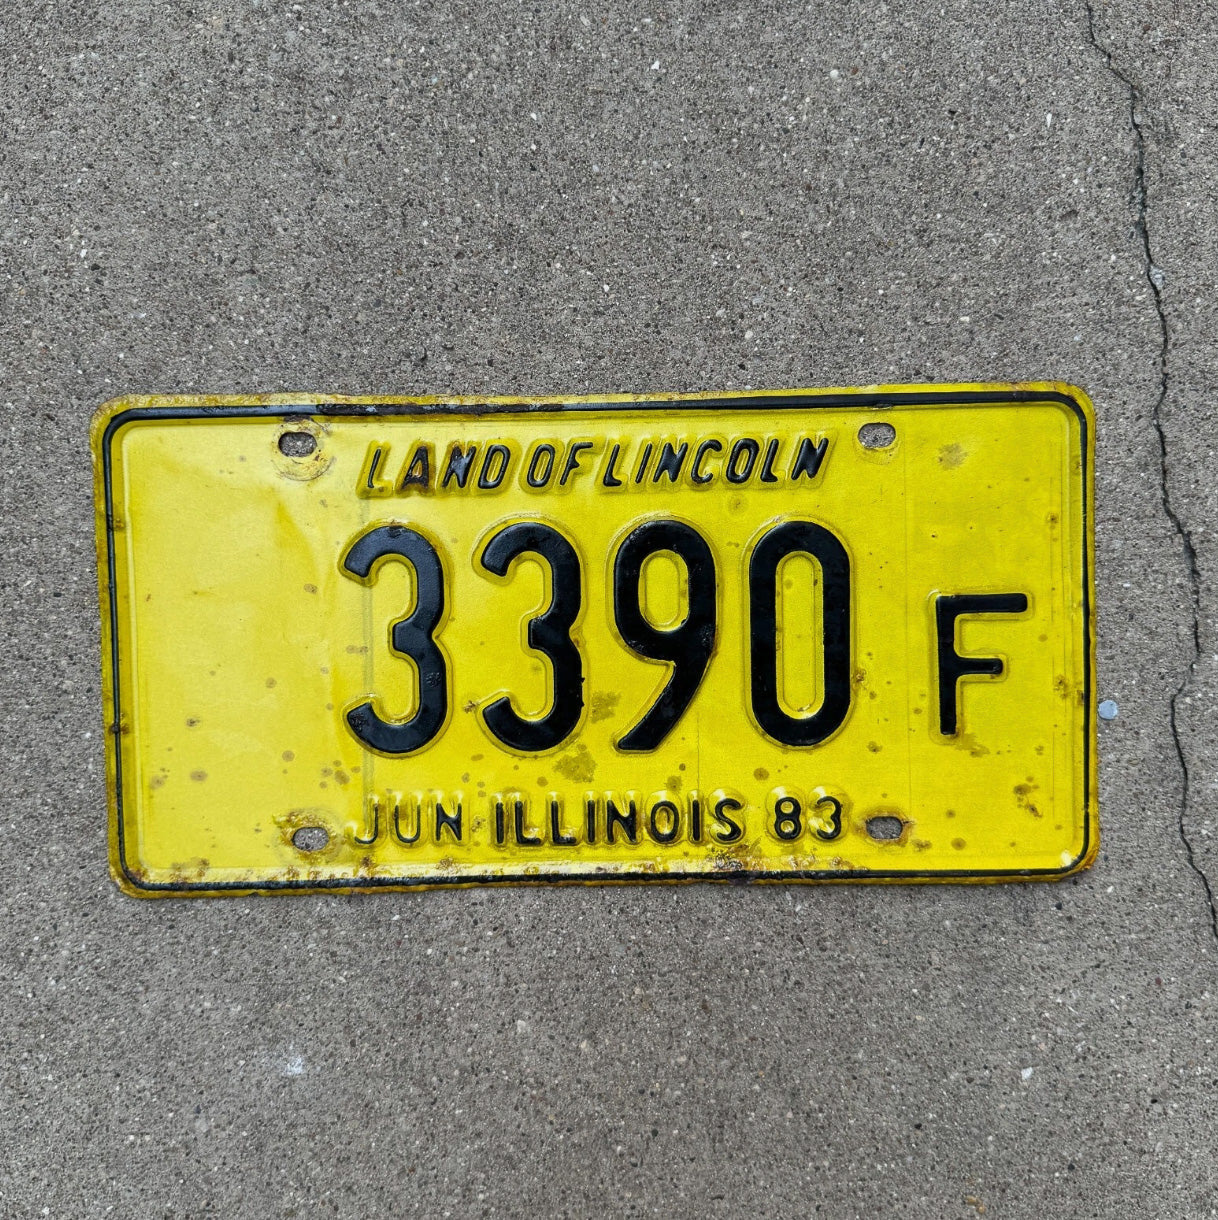 LAND OF LINCOLN
3390 F
JUN ILLINOIS 83